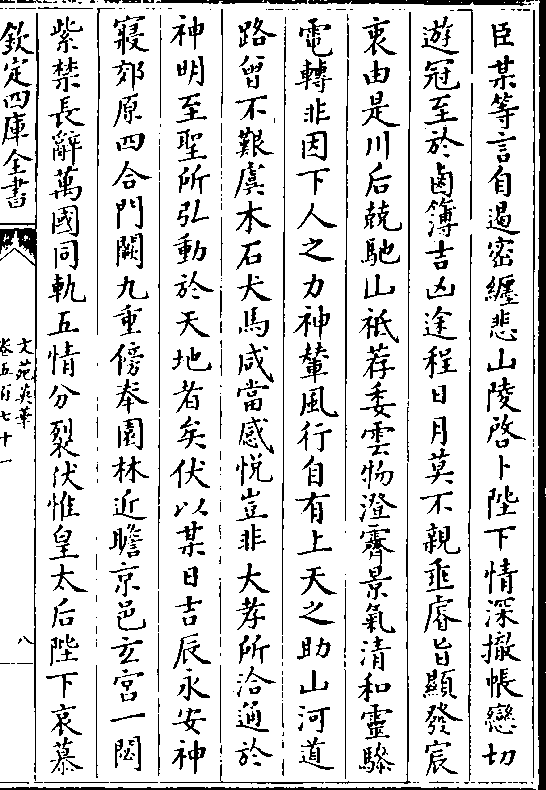 臣某等言自遏密纒悲山陵啓卜陛下情深撤帳戀切
遊冠至於鹵簿吉凶途程日月莫不親垂睿旨顯發宸
衷由是川后兢馳山祇荐委雲物澄霽景氣清和靈騐
電轉非因下人之力神輦風行自有上天之助山河道
路曾不艱虞木石犬馬咸當感悦豈非大孝所洽通於
神明至聖所弘動於天地者矣伏以某日吉辰永安神
寢郊原四合門闕九重傍奉園林近瞻京邑玄宮一閟
紫禁長辭萬國同軌五情分裂伏惟皇太后陛下哀慕
欽定四庫全書
文苑英華
卷五百七十一
八